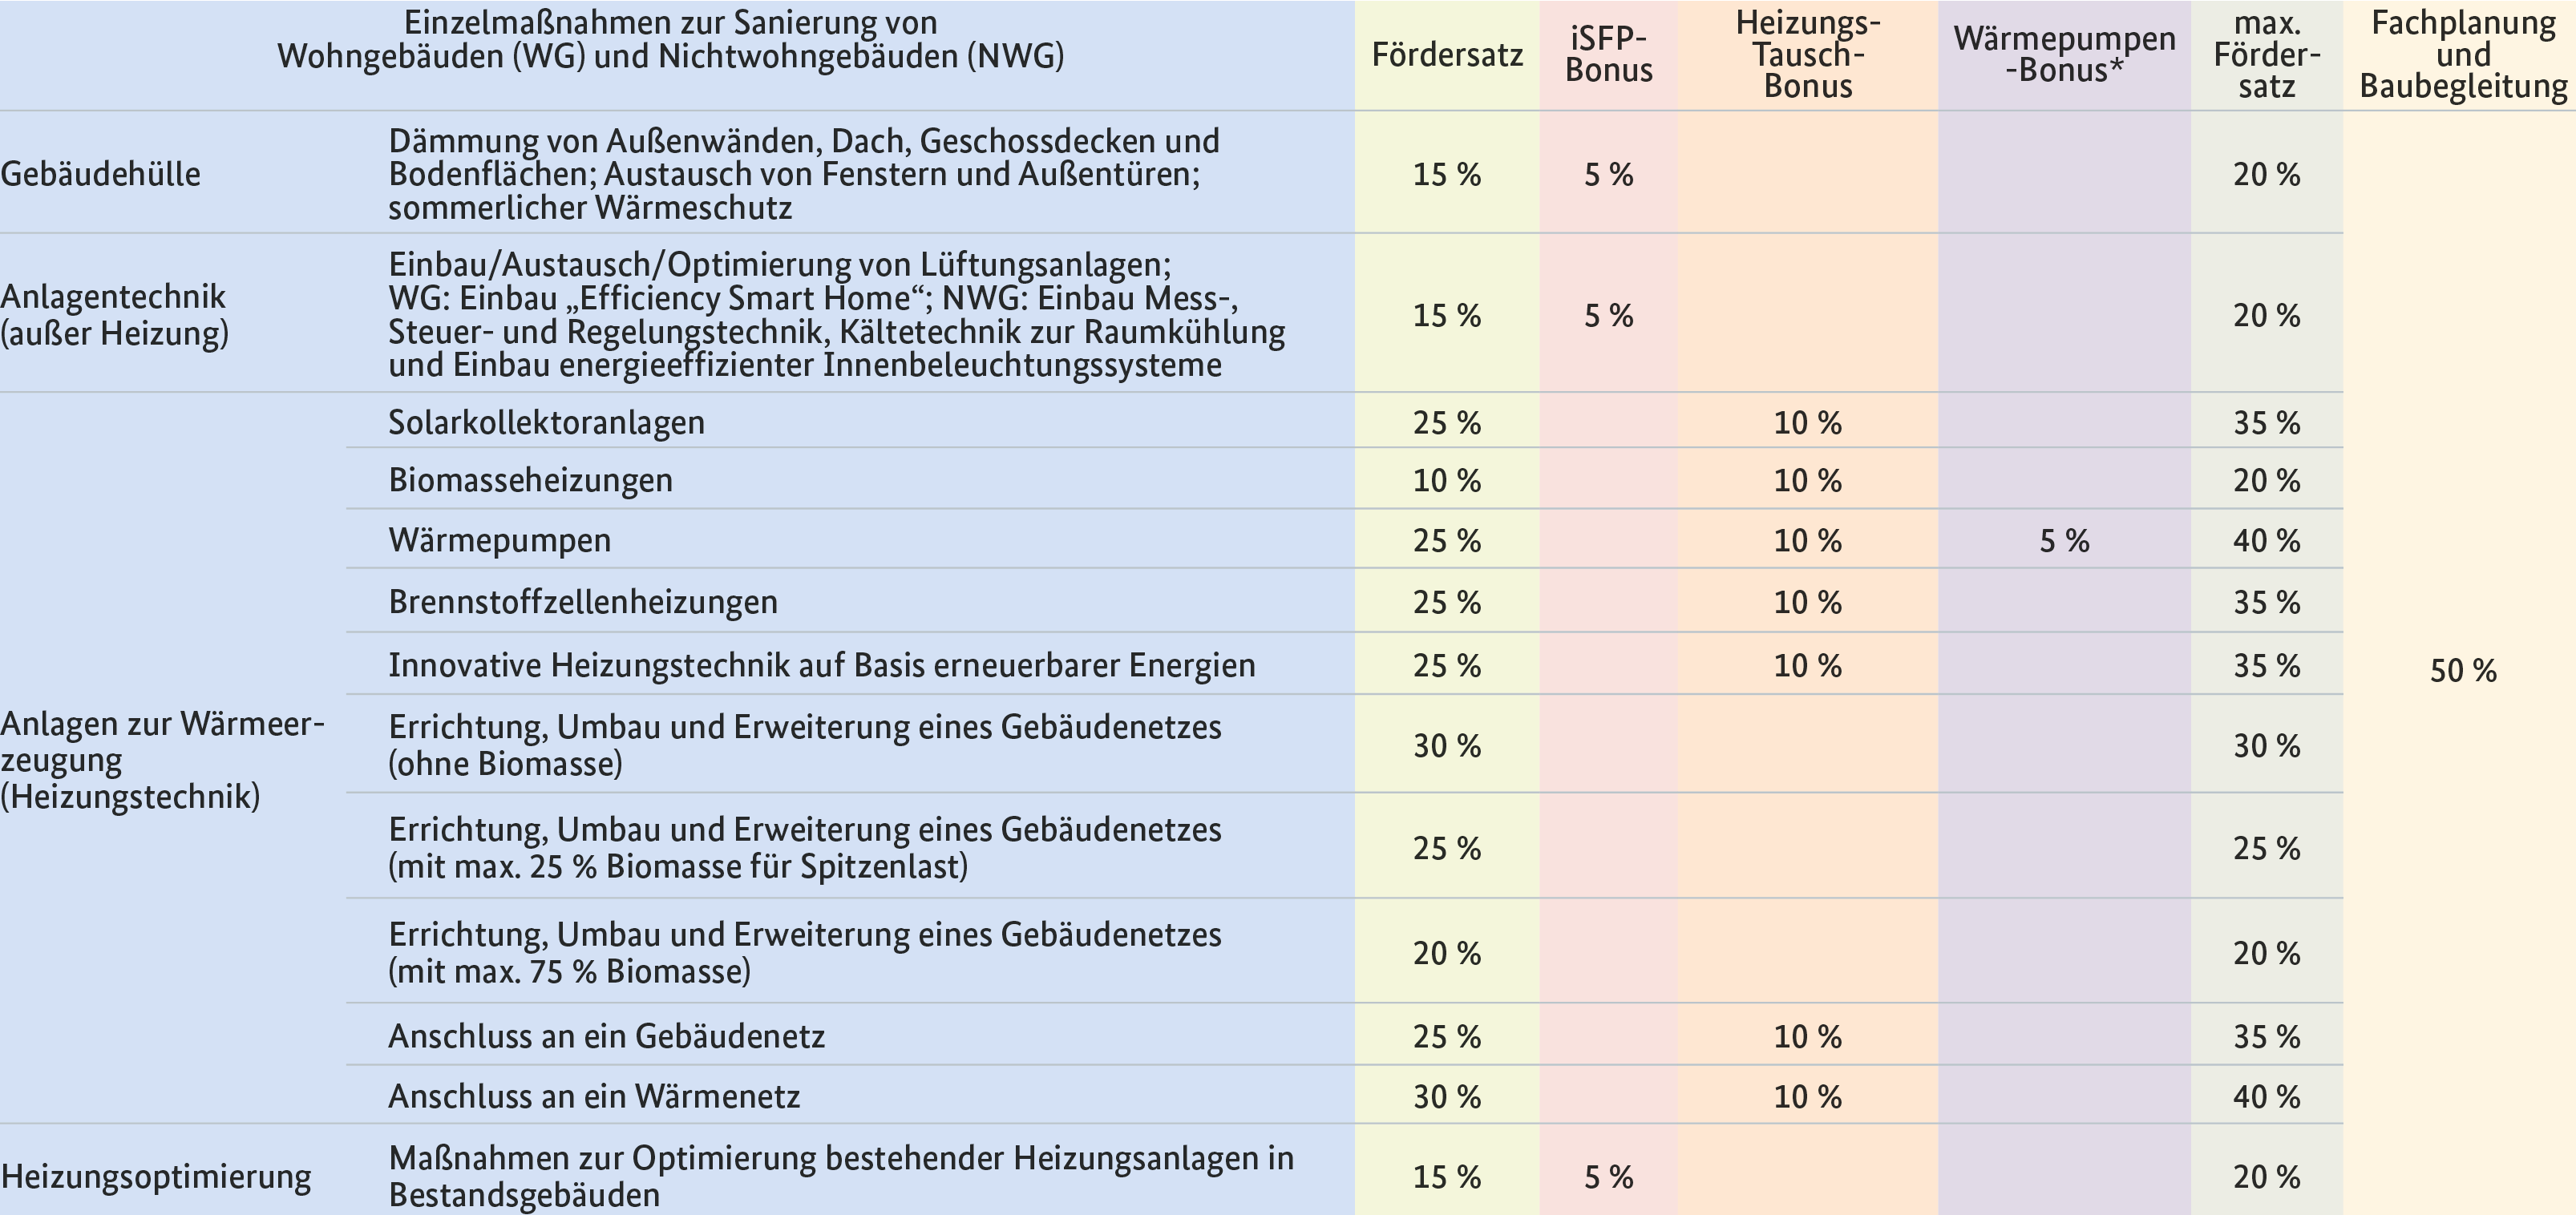 Einzelmaßnahmen zur Sanierung von
Wohngebäuden (WG) und Nichtwohngebäuden (NWG)
Fördersatz
iSFP-
Bonus
Heizungs-
Tausch-
Bonus
Wärmepumpen
-Bonus*
max.
Förder-
satz
Fachplanung
und
Baubegleitung
Gebäudehülle
Dämmung von Außenwänden, Dach, Geschossdecken und
Bodenflächen; Austausch von Fenstern und Außentüren;
sommerlicher Wärmeschutz
15 %
5 %
20 %
Anlagentechnik
(außer Heizung)
Einbau/Austausch/Optimierung von Lüftungsanlagen;
WG: Einbau „Efficiency Smart Home“; NWG: Einbau Mess-,
Steuer- und Regelungstechnik, Kältetechnik zur Raumkühlung
und Einbau energieeffizienter Innenbeleuchtungssysteme
15 %
5 %
20 %
Anlagen zur Wärmeer-
zeugung
(Heizungstechnik)
Solarkollektoranlagen
25 %
10 %
35 %
Biomasseheizungen
10 %
10 %
20 %
Wärmepumpen
25 %
10 %
5 %
40 %
Brennstoffzellenheizungen
25 %
10 %
35 %
Innovative Heizungstechnik auf Basis erneuerbarer Energien
25 %
10 %
35 %
50 %
Errichtung, Umbau und Erweiterung eines Gebäudenetzes
(ohne Biomasse)
30 %
30 %
Errichtung, Umbau und Erweiterung eines Gebäudenetzes
(mit max. 25 % Biomasse für Spitzenlast)
25 %
25 %
Errichtung, Umbau und Erweiterung eines Gebäudenetzes
(mit max. 75 % Biomasse)
20 %
20 %
Anschluss an ein Gebäudenetz
25 %
10 %
35 %
Anschluss an ein Wärmenetz
30 %
10 %
40 %
Heizungsoptimierung
Maßnahmen zur Optimierung bestehender Heizungsanlagen in
Bestandsgebäuden
15 %
5 %
20 %